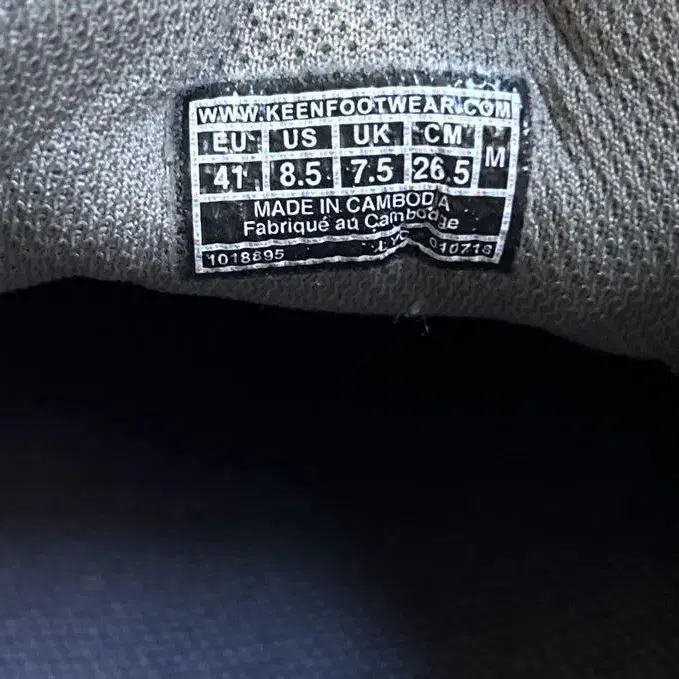 WWW.KEENFOOTWEAR.COM
EU US UK CM M
41 8.5 7.5 26.5
MADE IN CAMBODIA
Fabriqué au Cambodge
1018895 LYC 010718